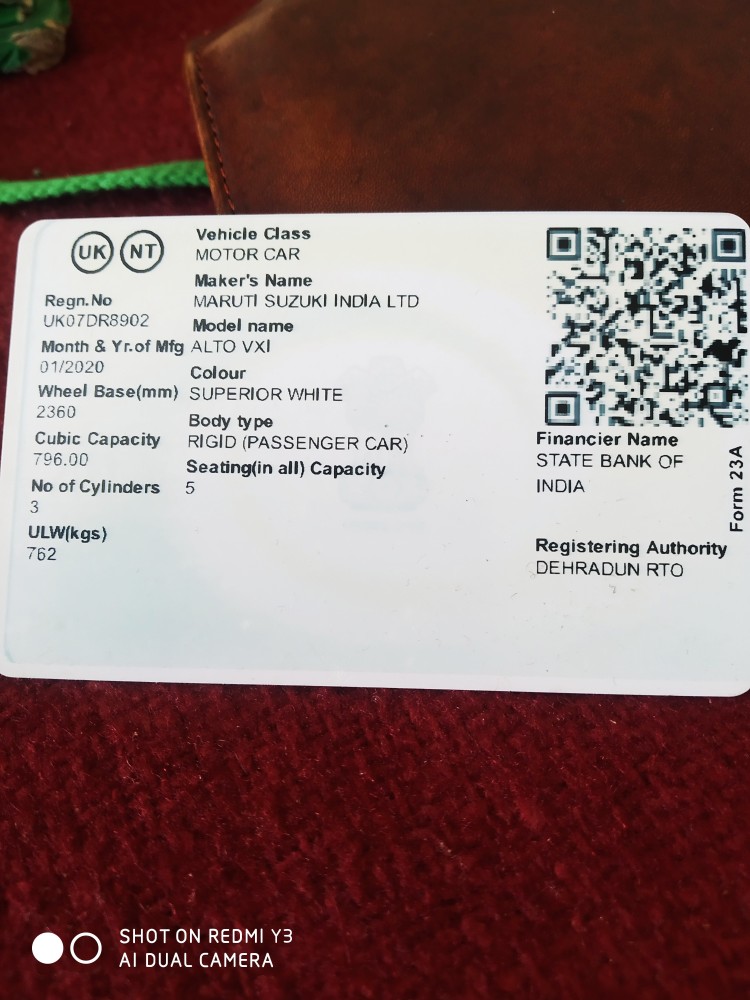 UK NT
Regn.No
UK07DR8902
Month & Yr.of Mfg
01/2020
Wheel Base(mm)
2360
Cubic Capacity
796.00
No of Cylinders
3
ULW(kgs)
762
Vehicle Class
MOTOR CAR
Maker's Name
MARUTI SUZUKI INDIA LTD
Model name
ALTO VXI
Colour
SUPERIOR WHITE
Body type
RIGID (PASSENGER CAR)
Seating(in all) Capacity
5
Financier Name
STATE BANK OF
INDIA
Registering Authority
DEHRADUN RTO
Form 23A
SHOT ON REDMI Y3
AI DUAL CAMERA